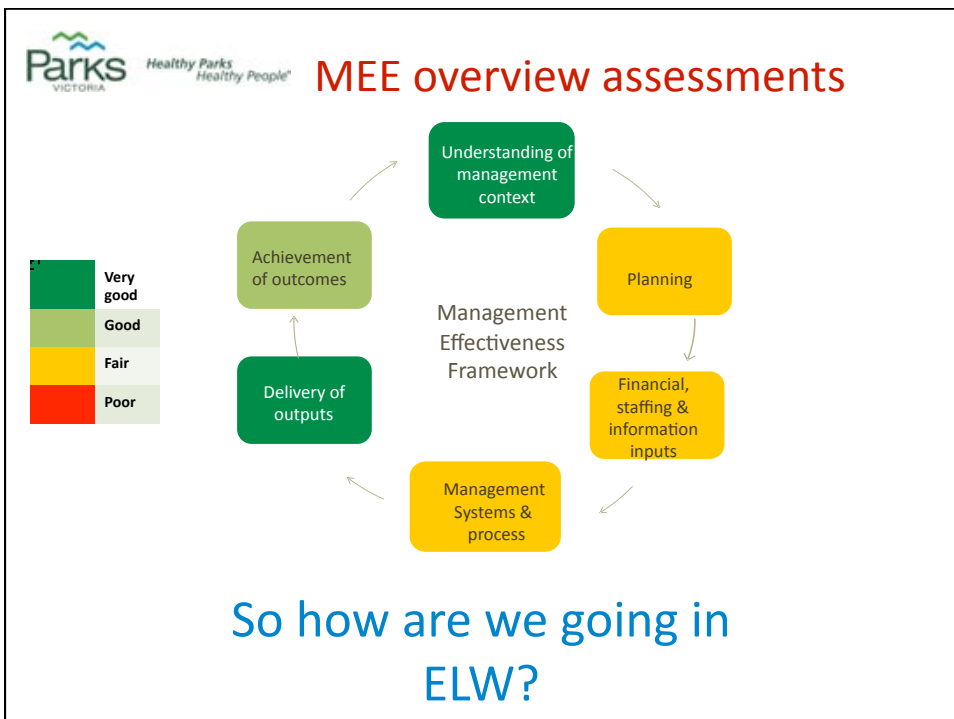 Parks
VICTORIA
Healthy Parks
Healthy People®
MEE overview assessments
Understanding of
management
context
Planning
Financial,
staffing &
information
inputs
Management
Systems &
process
Delivery of
outputs
Achievement
of outcomes
Management
Effectiveness
Framework
Very
good
Good
Fair
Poor
So how are we going in
ELW?